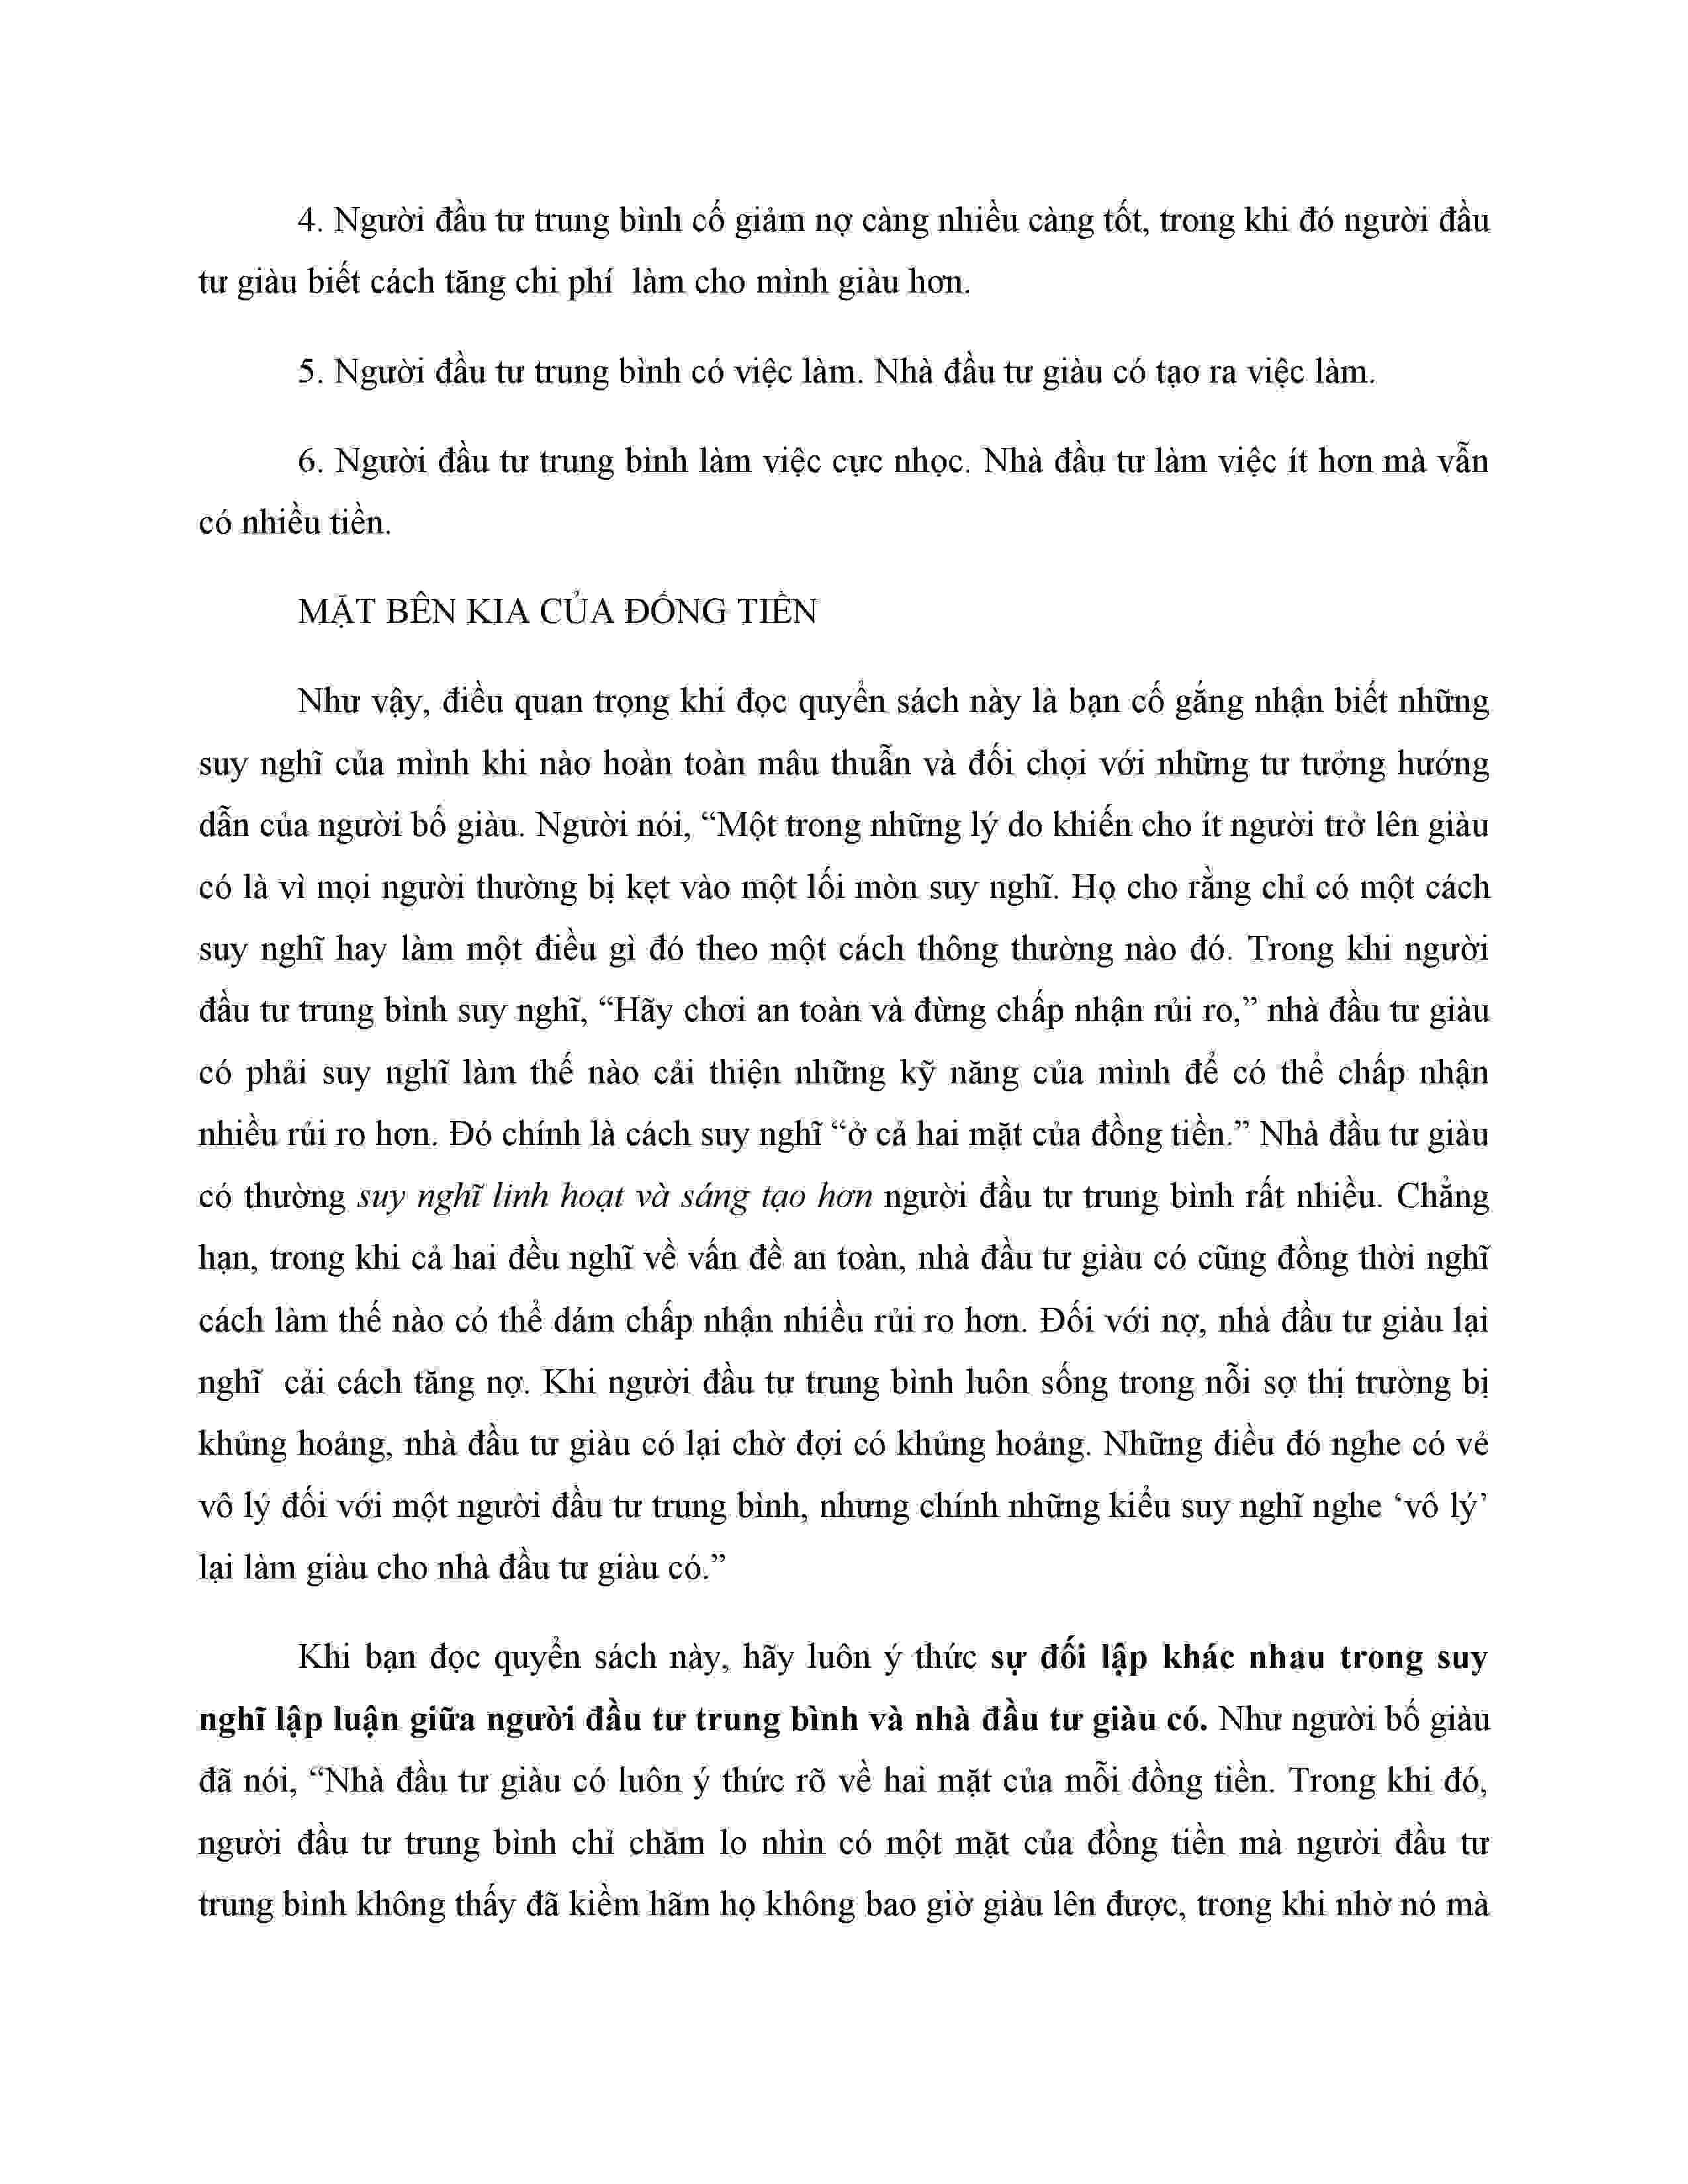 4. Người đầu tư trung bình cố giảm nợ càng nhiều càng tốt, trong khi đó người đầu
tư giàu biết cách tăng chi phí  làm cho mình giàu hơn.
5. Người đầu tư trung bình có việc làm. Nhà đầu tư giàu có tạo ra việc làm.
6. Người đầu tư trung bình làm việc cực nhọc. Nhà đầu tư làm việc ít hơn mà vẫn
có nhiều tiền.
MẶT BÊN KIA CỦA ĐỒNG TIỀN
Như vậy, điều quan trọng khí đọc quyển sách này là bạn cố gắng nhận biết những
suy nghĩ của mình khi nào hoàn toàn mâu thuẫn và đối chọi với những tư tưởng hướng
dẫn của người bố giàu. Người nói, “Một trong những lý do khiến cho ít người trở lên giàu
có là vì mọi người thường bị kẹt vào một lối mòn suy nghĩ. Họ cho rằng chỉ có một cách
suy nghĩ hay làm một điều gì đó theo một cách thông thường nào đó. Trong khi người
đầu tư trung bình suy nghĩ, “Hãy chơi an toàn và đừng chấp nhận rủi ro,” nhà đầu tư giàu
có phải suy nghĩ làm thế nào cải thiện những kỹ năng của mình để có thể chấp nhận
nhiều rủi ro hơn. Đó chính là cách suy nghĩ “ở cả hai mặt của đồng tiền.” Nhà đầu tư giàu
có thường suy nghĩ linh hoạt và sáng tạo hơn người đầu tư trung bình rất nhiều. Chẳng
hạn, trong khi cả hai đều nghĩ về vấn đề an toàn, nhà đầu tư giàu có cũng đồng thời nghĩ
cách làm thế nào có thể dám chấp nhận nhiều rủi ro hơn. Đối với nợ, nhà đầu tư giàu lại
nghĩ  cải cách tăng nợ. Khi người đầu tư trung bình luôn sống trong nỗi sợ thị trường bị
khủng hoảng, nhà đầu tư giàu có lại chờ đợi có khủng hoảng. Những điều đó nghe có vẻ
vô lý đối với một người đầu tư trung bình, nhưng chính những kiểu suy nghĩ nghe ‘vô lý’
lại làm giàu cho nhà đầu tư giàu có.”
Khi bạn đọc quyển sách này, hãy luôn ý thức sự đối lập khác nhau trong suy
nghĩ lập luận giữa người đầu tư trung bình và nhà đầu tư giàu có. Như người bố giàu
đã nói, “Nhà đầu tư giàu có luôn ý thức rõ về hai mặt của mỗi đồng tiền. Trong khi đó,
người đầu tư trung bình chỉ chăm lo nhìn có một mặt của đồng tiền mà người đầu tư
trung bình không thấy đã kiềm hãm họ không bao giờ giàu lên được, trong khi nhờ nó mà